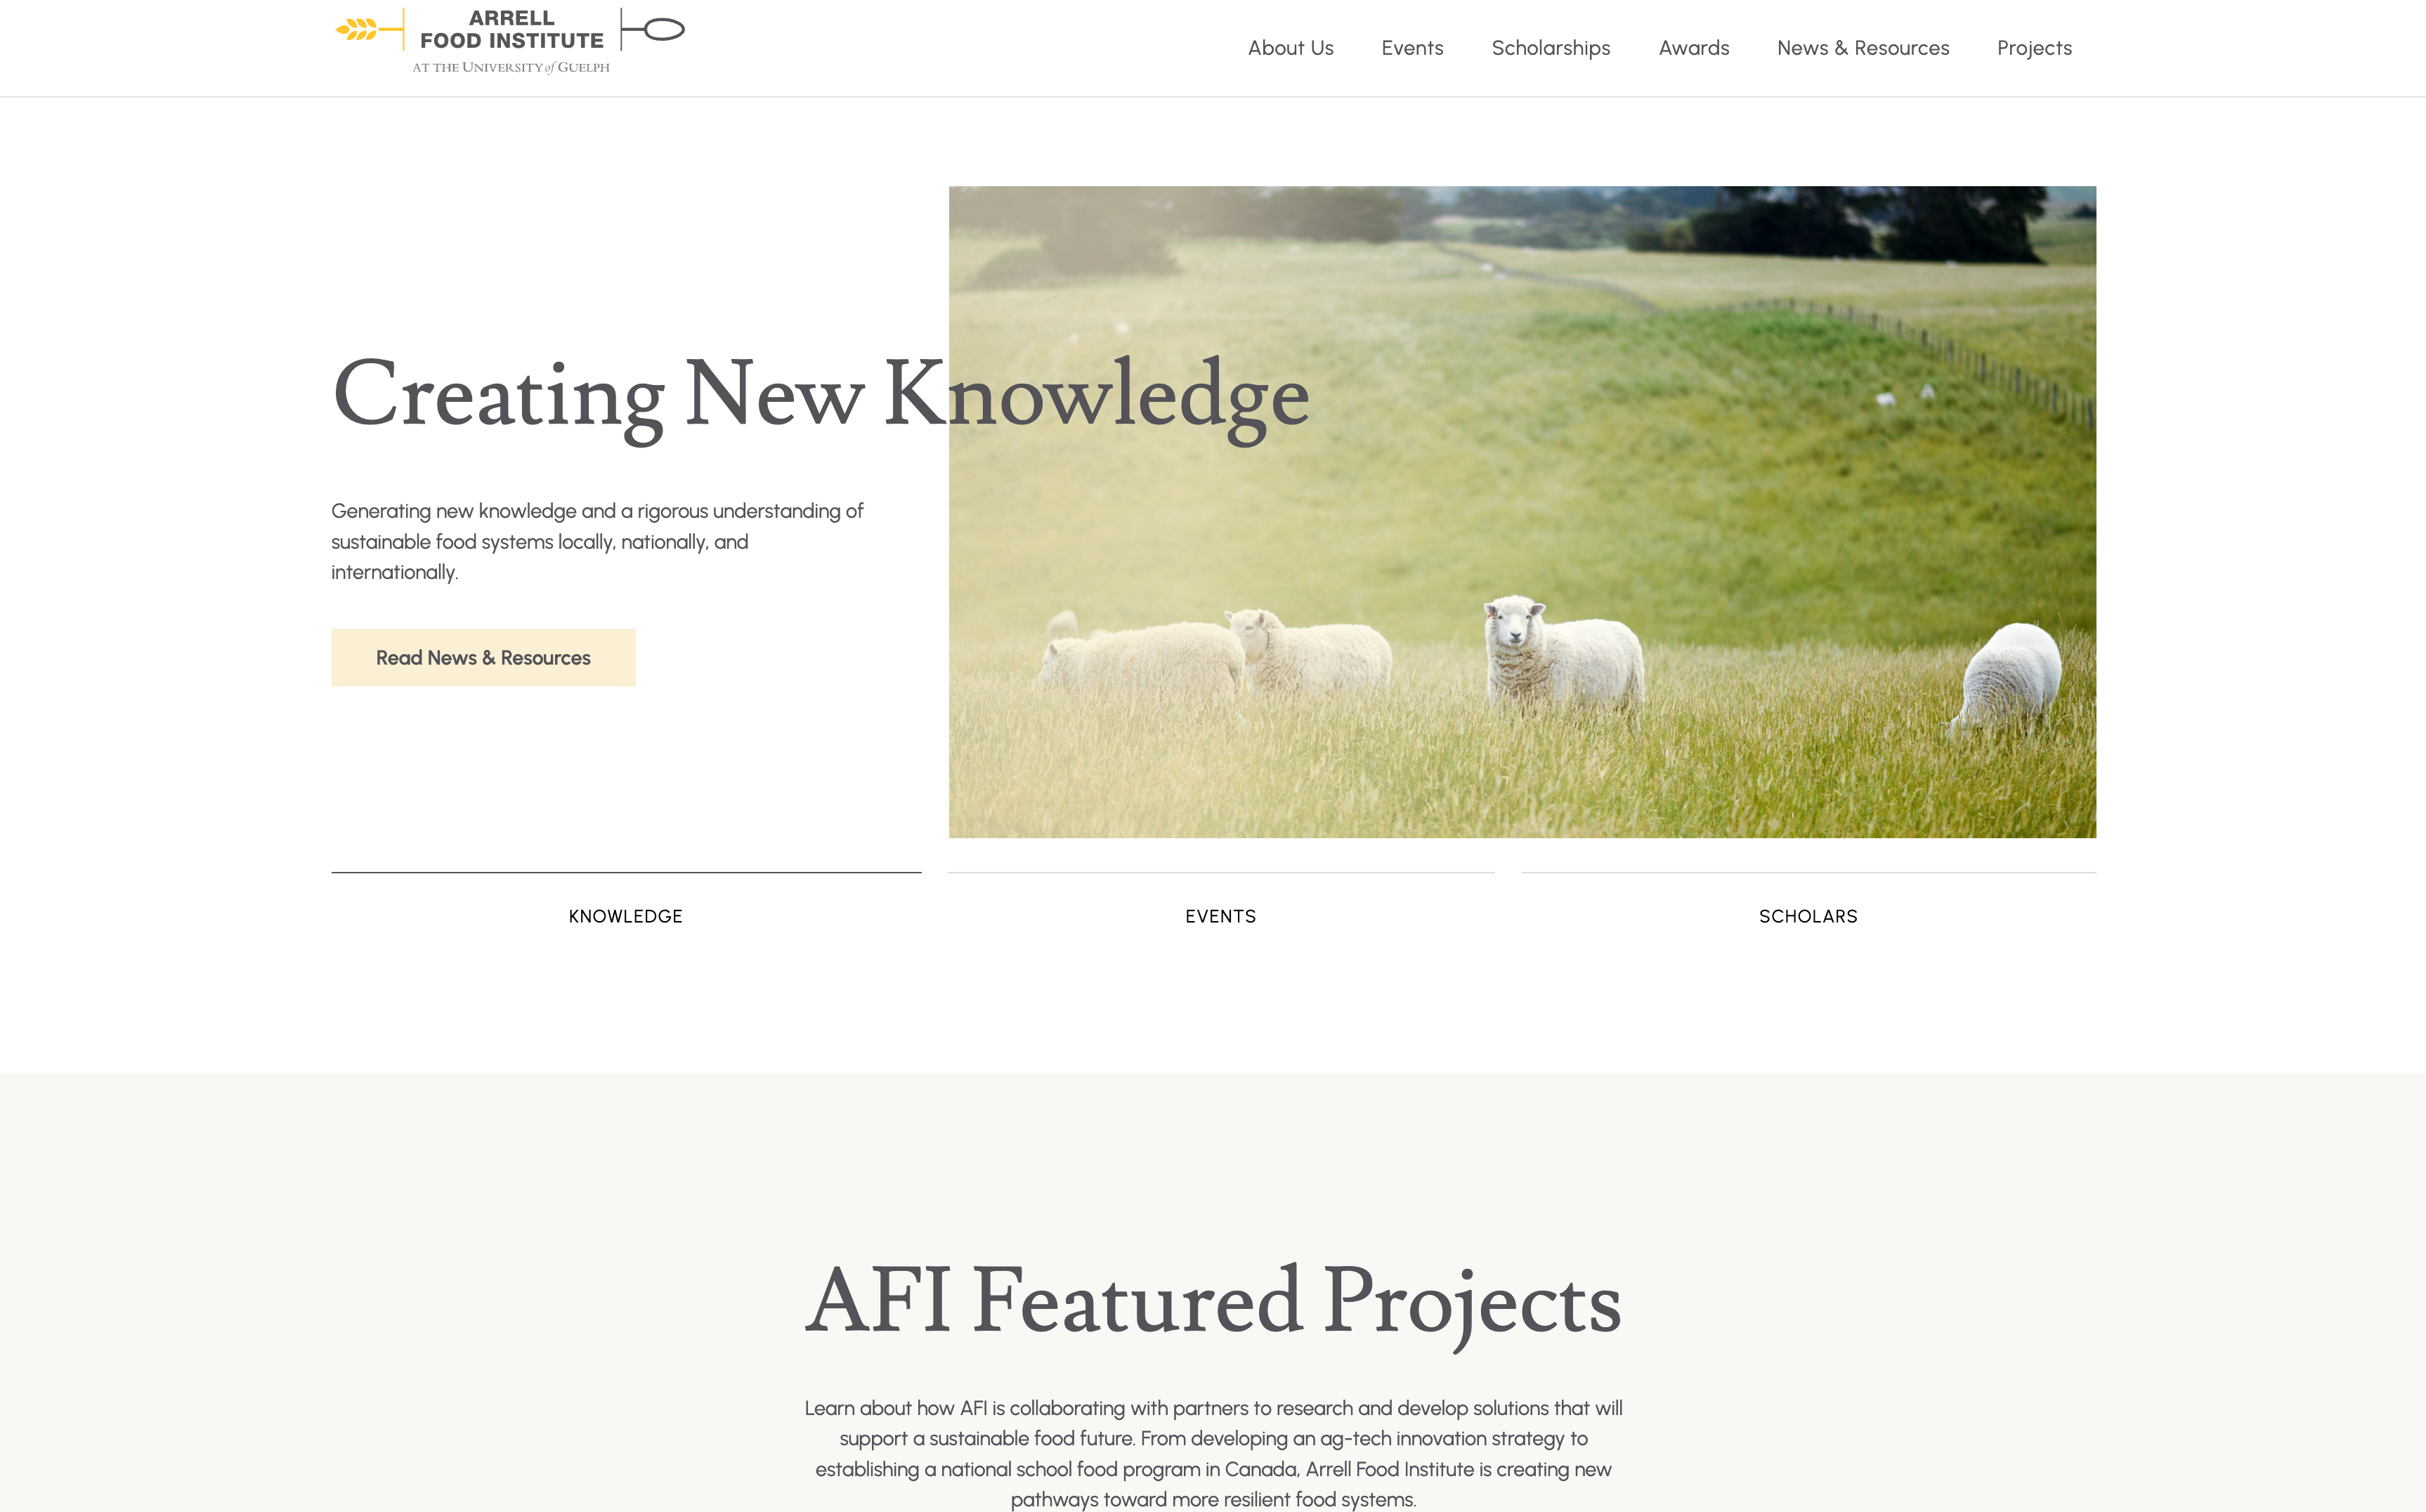 ARRELL
FOOD INSTITUTE
AT THE UNIVERSITY of GUELPH
About Us Events Scholarships Awards News & Resources Projects
Creating New Knowledge
Generating new knowledge and a rigorous understanding of
sustainable food systems locally, nationally, and
internationally.
Read News & Resources
KNOWLEDGE EVENTS SCHOLARS
AFI Featured Projects
Learn about how AFI is collaborating with partners to research and develop solutions that will
support a sustainable food future. From developing an ag-tech innovation strategy to
establishing a national school food program in Canada, Arrell Food Institute is creating new
pathways toward more resilient food systems.